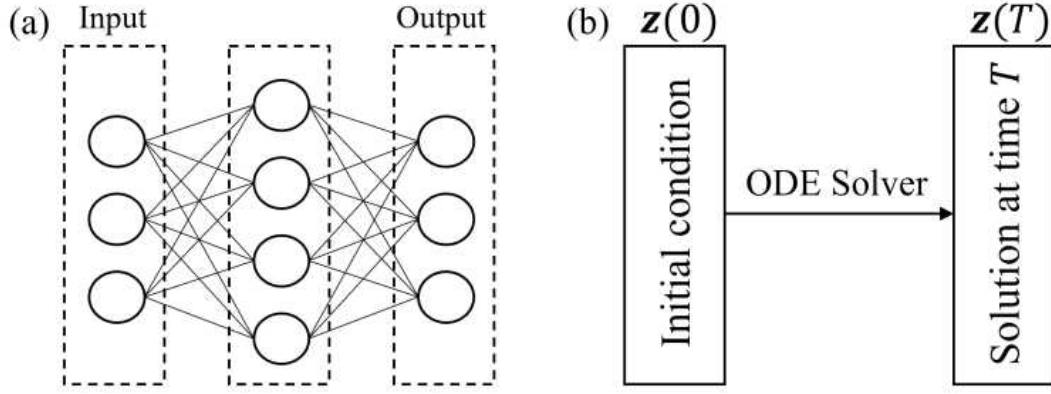 (a)
Input
Output
(b)
z(0)
z(T)
Initial condition
ODE Solver
Solution at time T